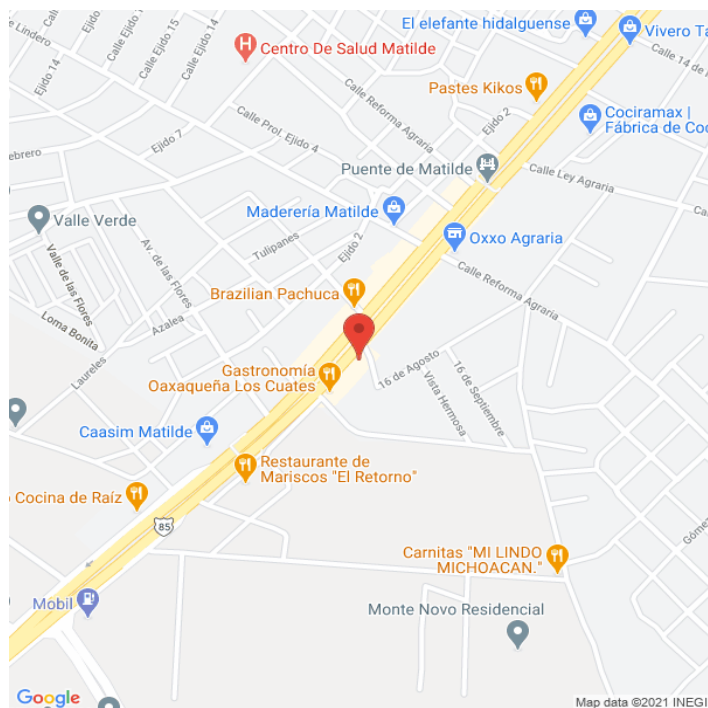 El elefante hidalguense
Vivero Ta
Lindero
Calle Ejido 15
Calle Ejido 14
Ejido 15
Ejido 14
Centro De Salud Matilde
Calle 14 de
Pastes Kikos
Ejido 2
Cociramax |
Fábrica de Coc
Calle Reforma Agraria
Calle Prol. Ejido 4
Ejido 7
ebrero
Puente de Matilde
Calle Ley Agraria
Maderería Matilde
Valle Verde
Tulipanes
Ejido 2
Oxxo Agraria
Av. de las Flores
Valle de las Flores
Calle Reforma Agraria
Brazilian Pachuca
Loma Bonita
Azalea
Laureles
Gastronomía
Oaxaqueña Los Cuates
16 de Agosto
16 de Septiembre
Vista Hermosa
Caasim Matilde
Restaurante de
Mariscos "El Retorno"
o Cocina de Raíz
85
Gómez
Carnitas "MI LINDO
MICHOACAN."
Mobil
Monte Novo Residencial
Google
Map data ©2021 INEGI